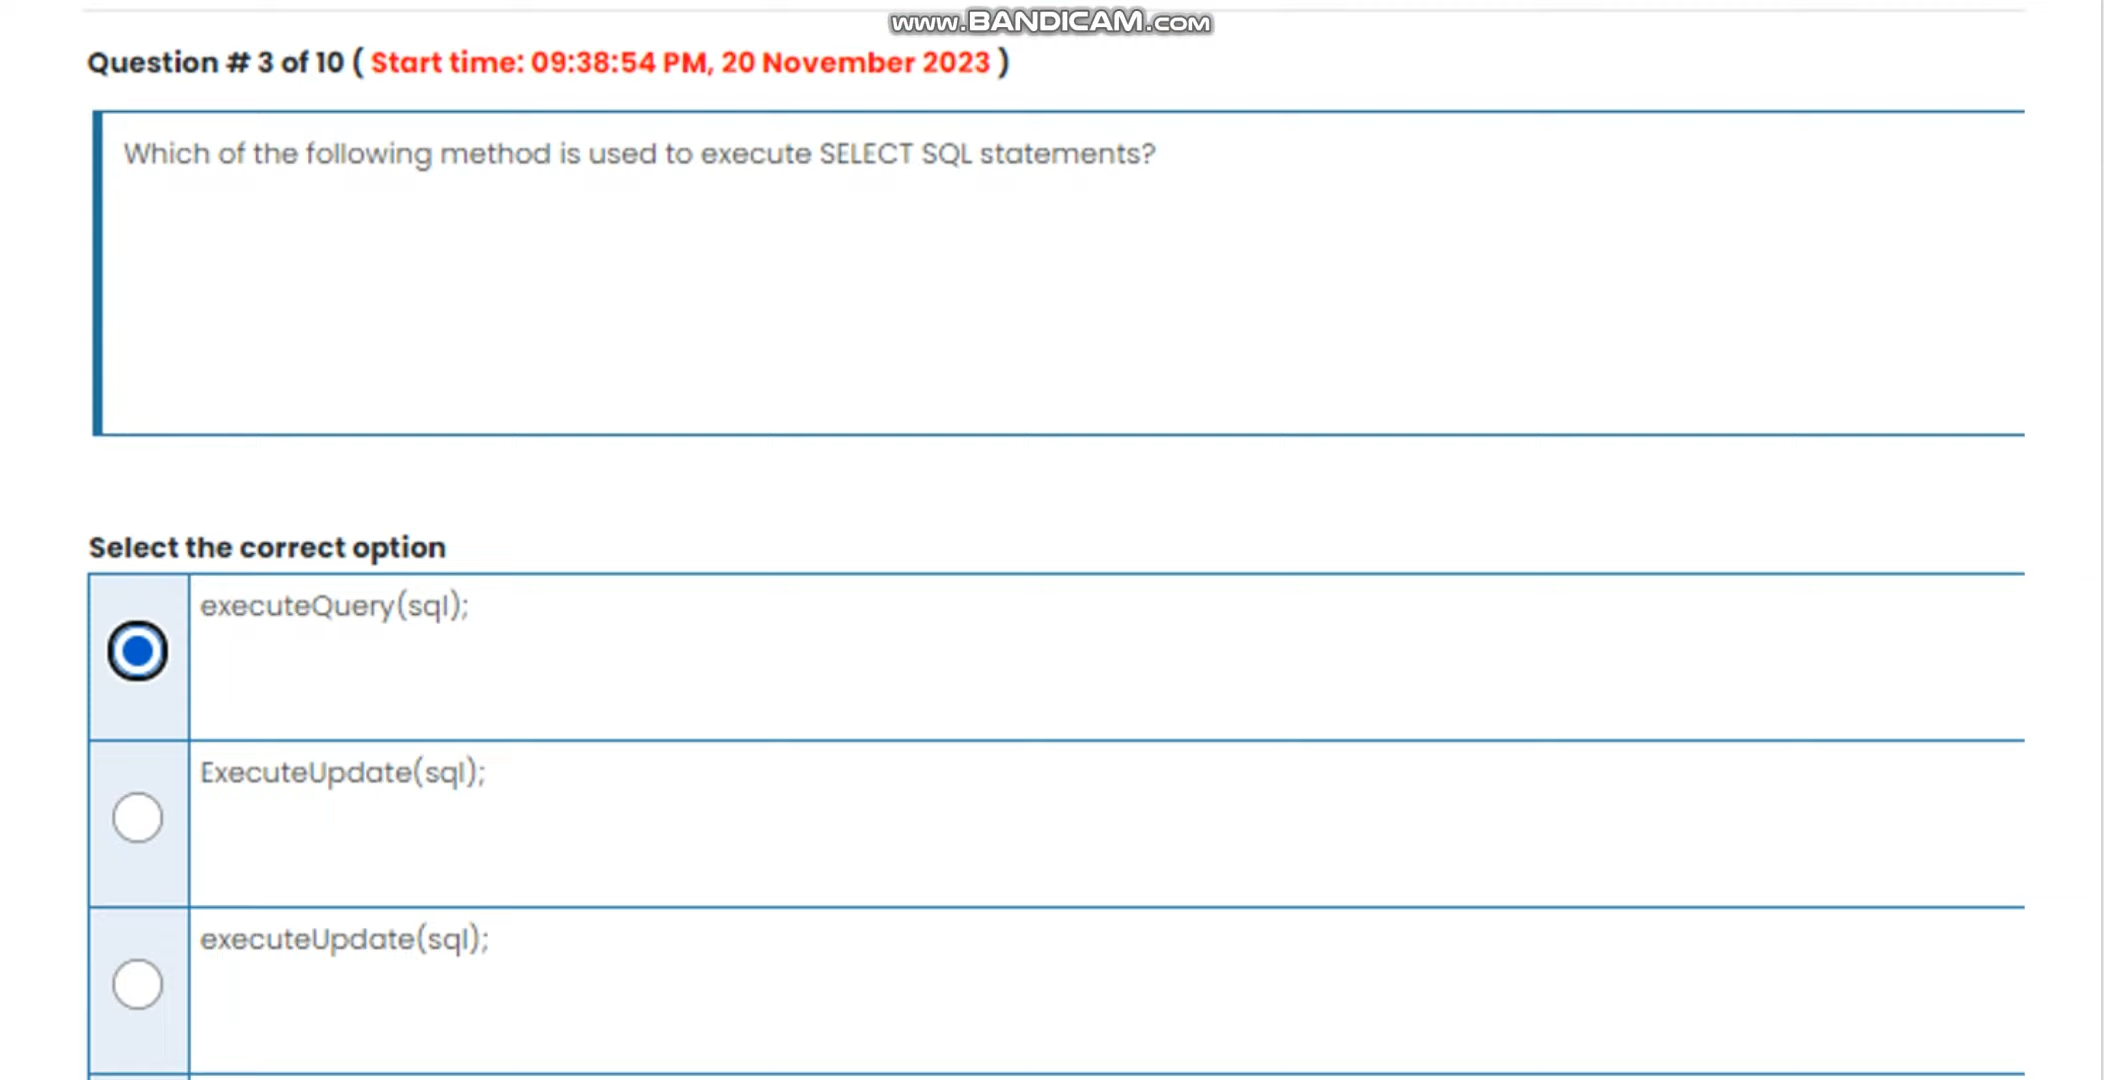 www.BANDICAM.com
Question # 3 of 10 ( Start time: 09:38:54 PM, 20 November 2023 )
Which of the following method is used to execute SELECT SQL statements?
Select the correct option
executeQuery(sql);
ExecuteUpdate(sql);
executeUpdate(sql);